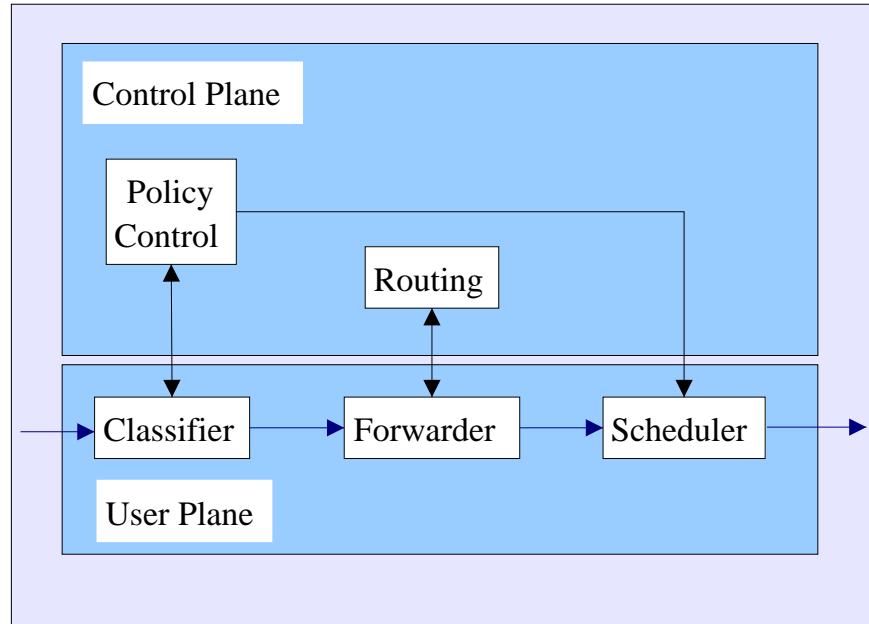 Control Plane
Policy
Control
Routing
Classifier
Forwarder
Scheduler
User Plane